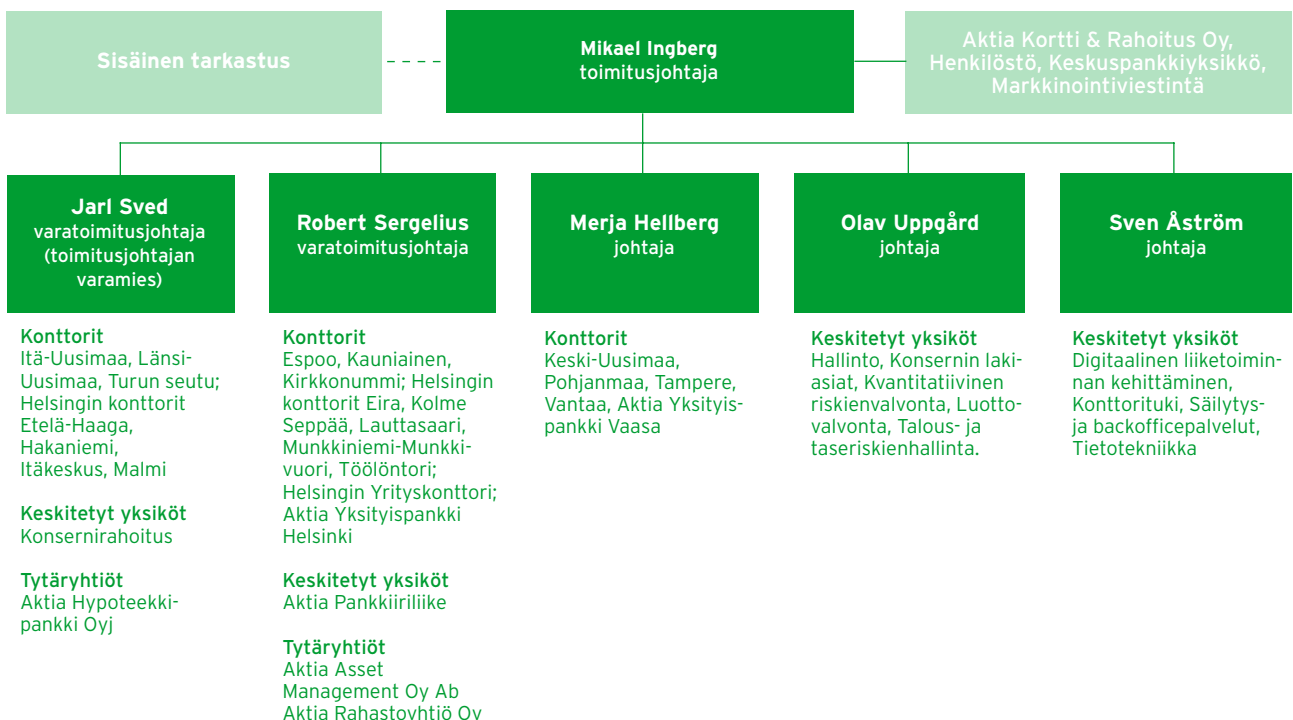 Sisäinen tarkastus
Mikael Ingberg
toimitusjohtaja
Aktia Kortti & Rahoitus Oy,
Henkilöstö, Keskuspankkiyksikkö,
Markkinointiviestintä
Jarl Sved
varatoimitusjohtaja
(toimitusjohtajan
varamies)
Robert Sergelius
varatoimitusjohtaja
Merja Hellberg
johtaja
Olav Uppgård
johtaja
Sven Åström
johtaja
Konttorit
Itä-Uusimaa, Länsi-
Uusimaa, Turun seutu;
Helsingin konttorit
Etelä-Haaga,
Hakaniemi,
Itäkeskus, Malmi
Keskitetyt yksiköt
Konsernirahoitus
Tytäryhtiöt
Aktia Hypoteekki-
pankki Oyj
Konttorit
Espoo, Kauniainen,
Kirkkonummi; Helsingin
konttorit Eira, Kolme
Seppää, Lauttasaari,
Munkkiniemi-Munkki-
vuori, Töölöntori;
Helsingin Yrityskonttori;
Aktia Yksityispankki
Helsinki
Keskitetyt yksiköt
Aktia Pankkiiriliike
Tytäryhtiöt
Aktia Asset
Management Oy Ab
Aktia Rahastoyhtiö Oy
Konttorit
Keski-Uusimaa,
Pohjanmaa, Tampere,
Vantaa, Aktia Yksityis-
pankki Vaasa
Keskitetyt yksiköt
Hallinto, Konsernin laki-
asiat, Kvantitatiivinen
riskienvalvonta, Luotto-
valvonta, Talous- ja
taseriskienhallinta.
Keskitetyt yksiköt
Digitaalinen liiketoimin-
nan kehittäminen,
Konttorituki, Säilytys-
ja backofficepalvelut,
Tietotekniikka